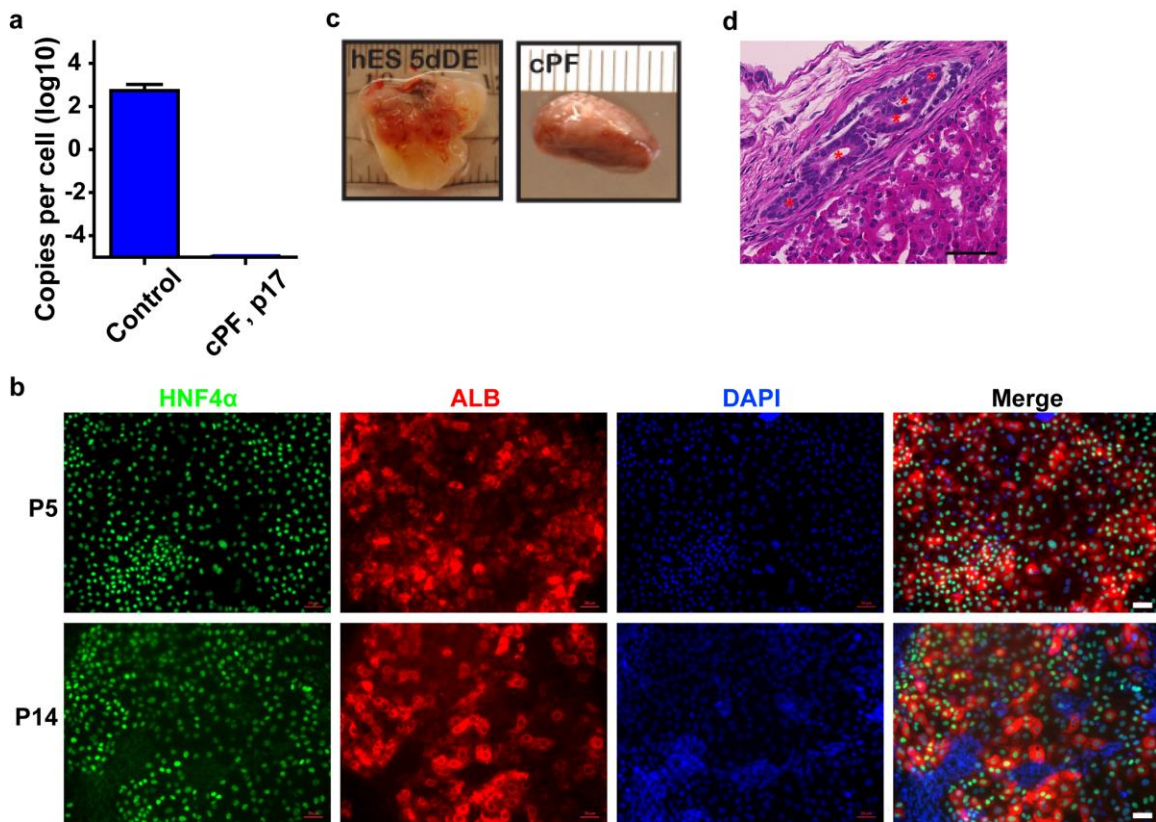 a
c
d
Copies per cell (log10)
4
2
0
-2
-4
Control
cPF, p17
hES 5dDE
cPF
b
HNF4α
ALB
DAPI
Merge
P5
P14